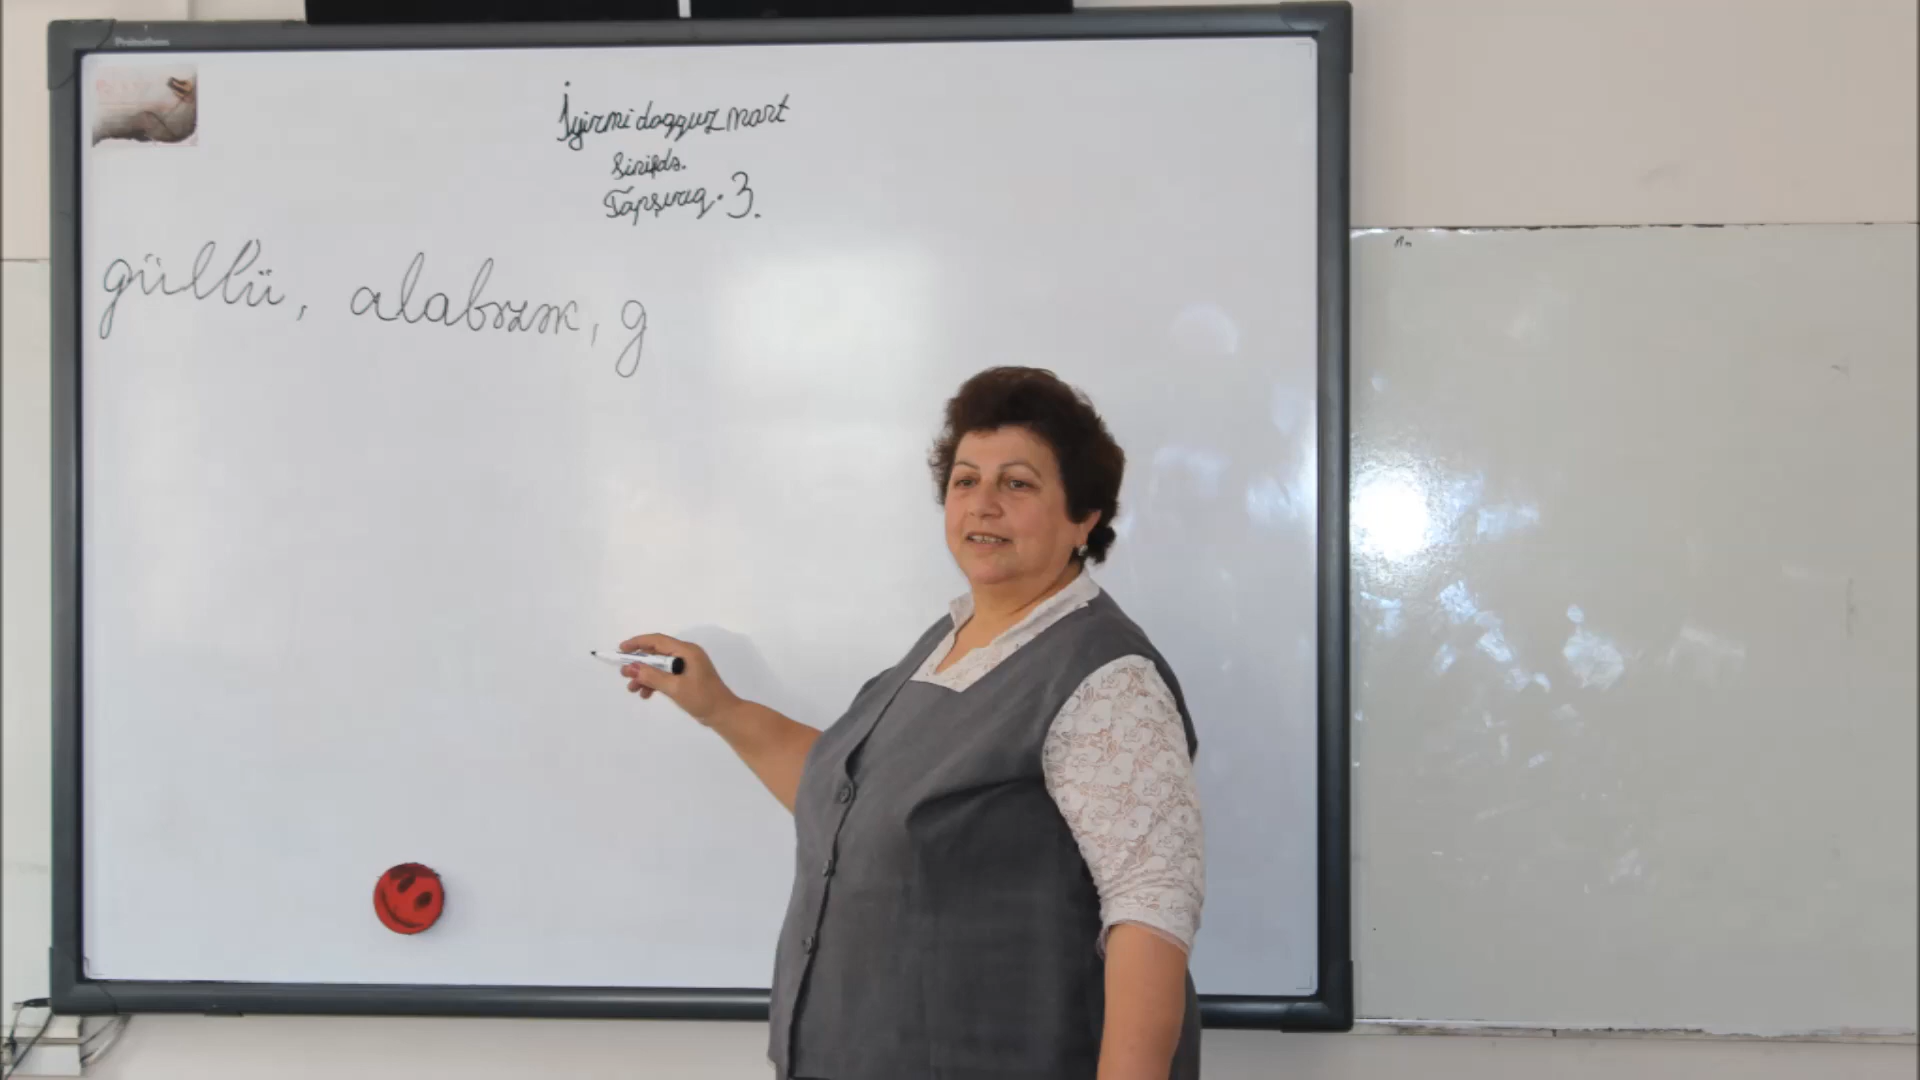 İyirmi doqquz mart
Sinifdə.
Tapşırıq. 3.
güllü, alabəzək, g